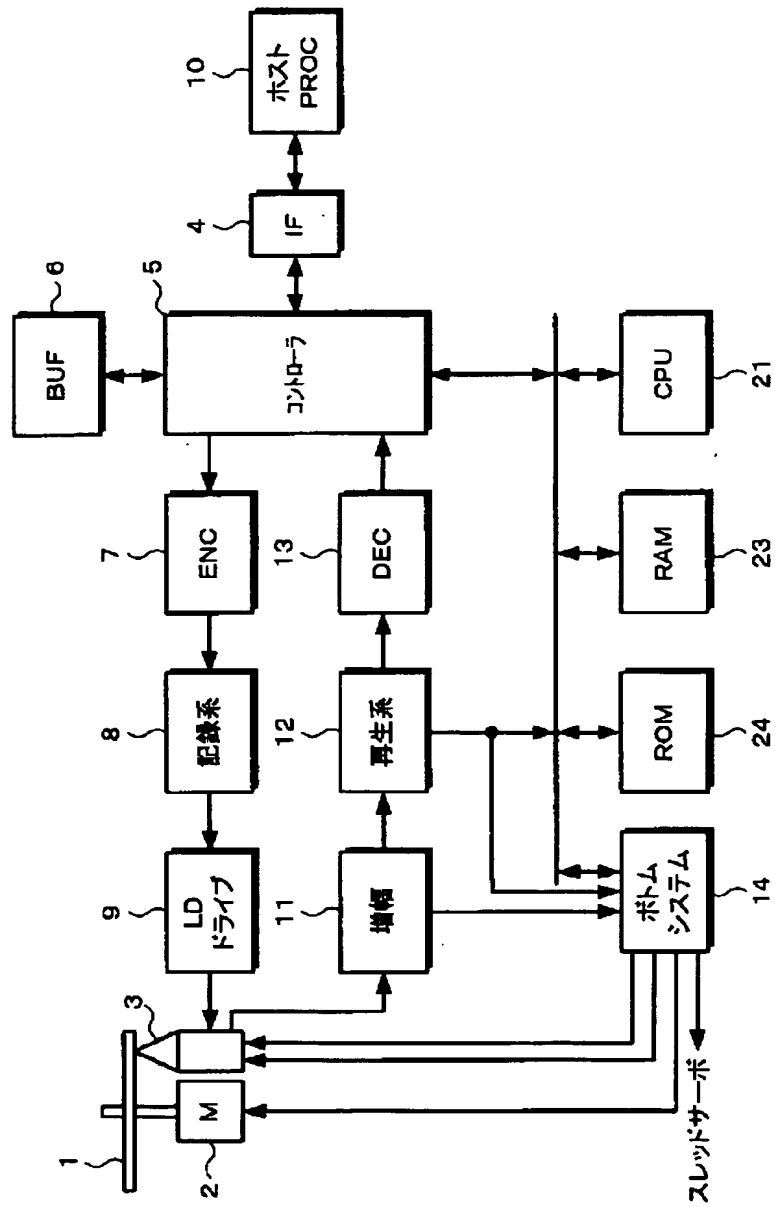 BUF
6
コントローラ
5
IF
4
ホスト
PROC
10
1
M
2
3
LD
ドライブ
9
記録系
8
ENC
7
増幅
11
再生系
12
DEC
13
スレッドサーボ
ボトム
システム
14
ROM
24
RAM
23
CPU
21